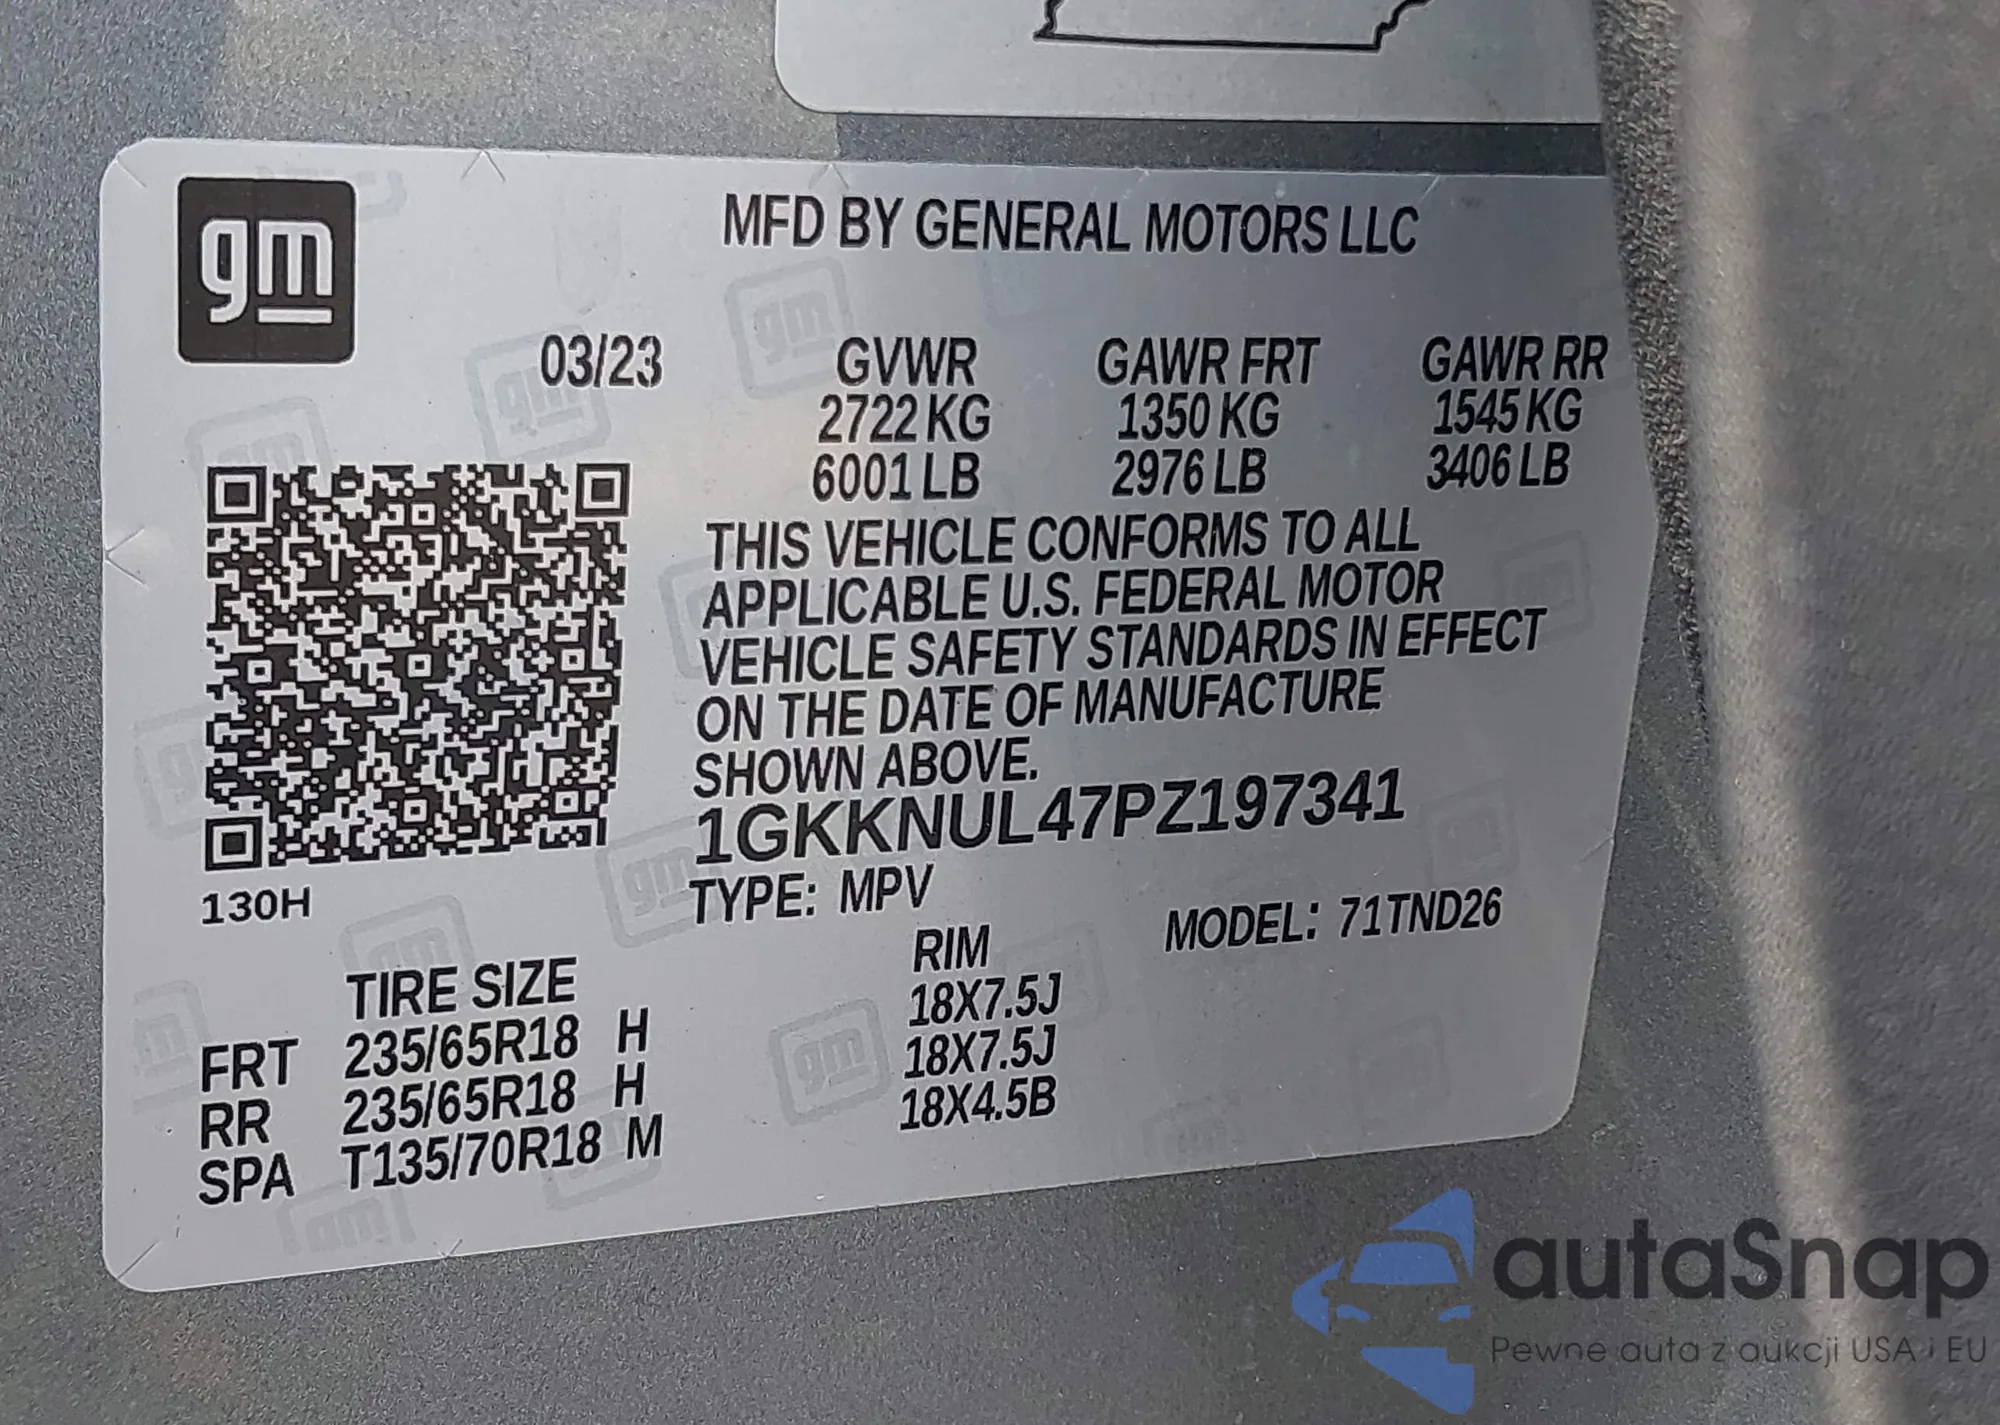 gm
MFD BY GENERAL MOTORS LLC
03/23
GVWR GAWR FRT GAWR RR
2722 KG 1350 KG 1545 KG
6001 LB 2976 LB 3406 LB
THIS VEHICLE CONFORMS TO ALL
APPLICABLE U.S. FEDERAL MOTOR
VEHICLE SAFETY STANDARDS IN EFFECT
ON THE DATE OF MANUFACTURE
SHOWN ABOVE.
1GKKNUL47PZ197341
130H
TYPE: MPV MODEL: 71TND26
TIRE SIZE RIM
FRT 235/65R18 H 18X7.5J
RR 235/65R18 H 18X7.5J
SPA T135/70R18 M 18X4.5B
autaSnap
Pewne auta z aukcji USA i EU